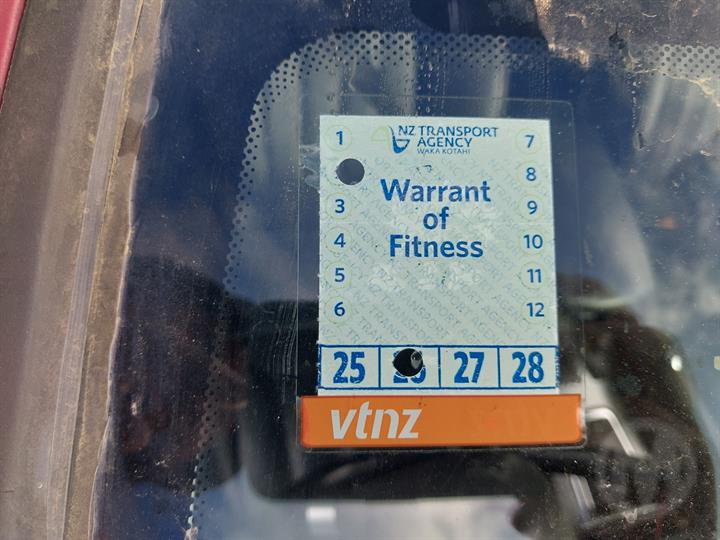 NZ TRANSPORT
AGENCY
WAKA KOTAHI
1
7
8
Warrant
of
Fitness
3
9
4
10
5
11
6
12
25 27 28
vtnz